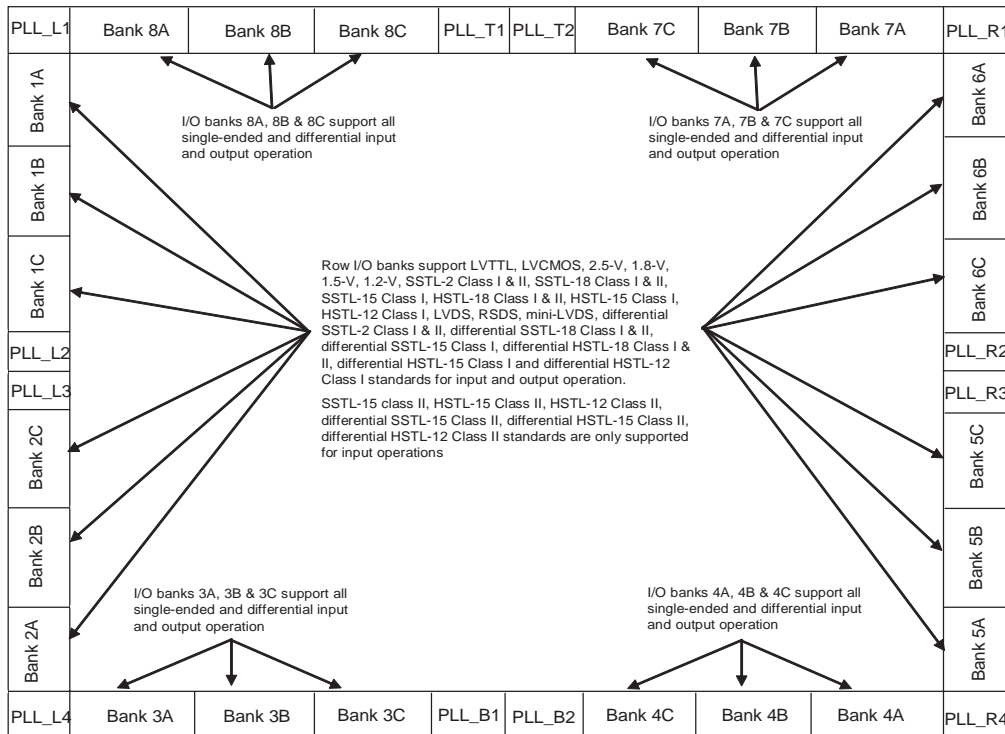 PLL_L1 Bank 8A Bank 8B Bank 8C PLL_T1 PLL_T2 Bank 7C Bank 7B Bank 7A PLL_R1
Bank 1A
Bank 1B
Bank 1C
PLL_L2
PLL_L3
Bank 2C
Bank 2B
Bank 2A
I/O banks 8A, 8B & 8C support all
single-ended and differential input
and output operation
I/O banks 7A, 7B & 7C support all
single-ended and differential input
and output operation
Row I/O banks support LVTTL, LVCMOS, 2.5-V, 1.8-V,
1.5-V, 1.2-V, SSTL-2 Class I & II, SSTL-18 Class I & II,
SSTL-15 Class I, HSTL-18 Class I & II, HSTL-15 Class I,
HSTL-12 Class I, LVDS, RSDS, mini-LVDS, differential
SSTL-2 Class I & II, differential SSTL-18 Class I & II,
differential SSTL-15 Class I, differential HSTL-18 Class I &
II, differential HSTL-15 Class I and differential HSTL-12
Class I standards for input and output operation.
SSTL-15 class II, HSTL-15 Class II, HSTL-12 Class II,
differential SSTL-15 Class II, differential HSTL-15 Class II,
differential HSTL-12 Class II standards are only supported
for input operations
I/O banks 3A, 3B & 3C support all
single-ended and differential input
and output operation
I/O banks 4A, 4B & 4C support all
single-ended and differential input
and output operation
Bank 6A
Bank 6B
Bank 6C
PLL_R2
PLL_R3
Bank 5C
Bank 5B
Bank 5A
PLL_L4 Bank 3A Bank 3B Bank 3C PLL_B1 PLL_B2 Bank 4C Bank 4B Bank 4A PLL_R4